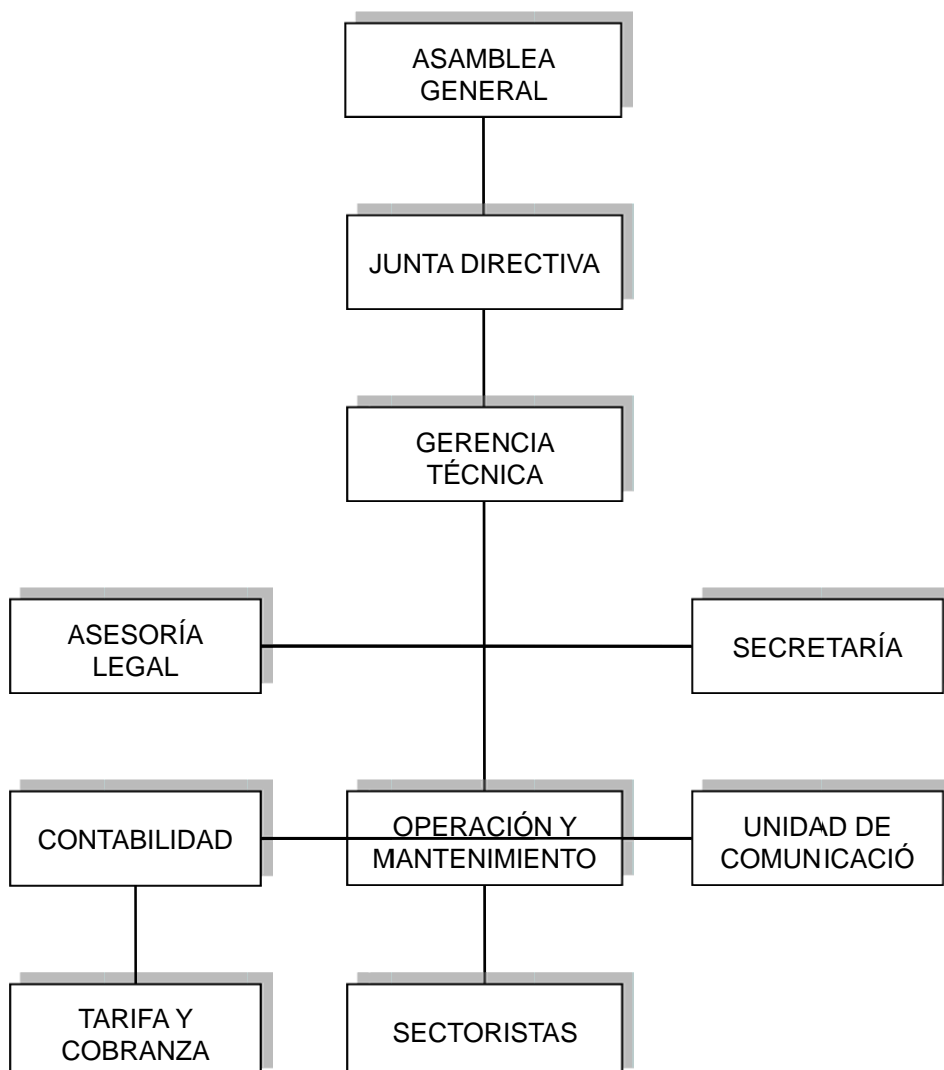 ASAMBLEA
GENERAL
JUNTA DIRECTIVA
GERENCIA
TÉCNICA
ASESORÍA
LEGAL
SECRETARÍA
CONTABILIDAD
OPERACIÓN Y
MANTENIMIENTO
UNIDAD DE
COMUNICACIÓ
TARIFA Y
COBRANZA
SECTORISTAS